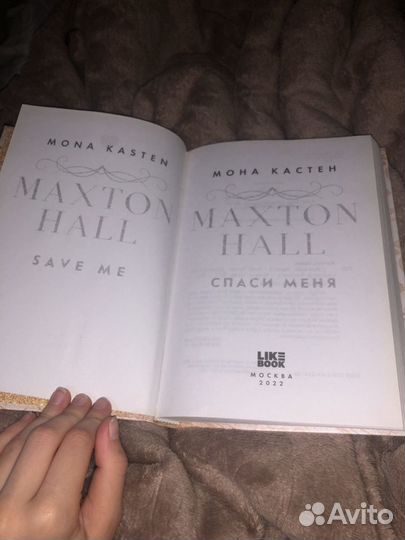 MONA KASTEN
MAXTON
HALL
SAVE ME
МОНА КАСТЕН
MAXTON
HALL
СПАСИ МЕНЯ
LIKE
BOOK
МОСКВА
2022
Avito